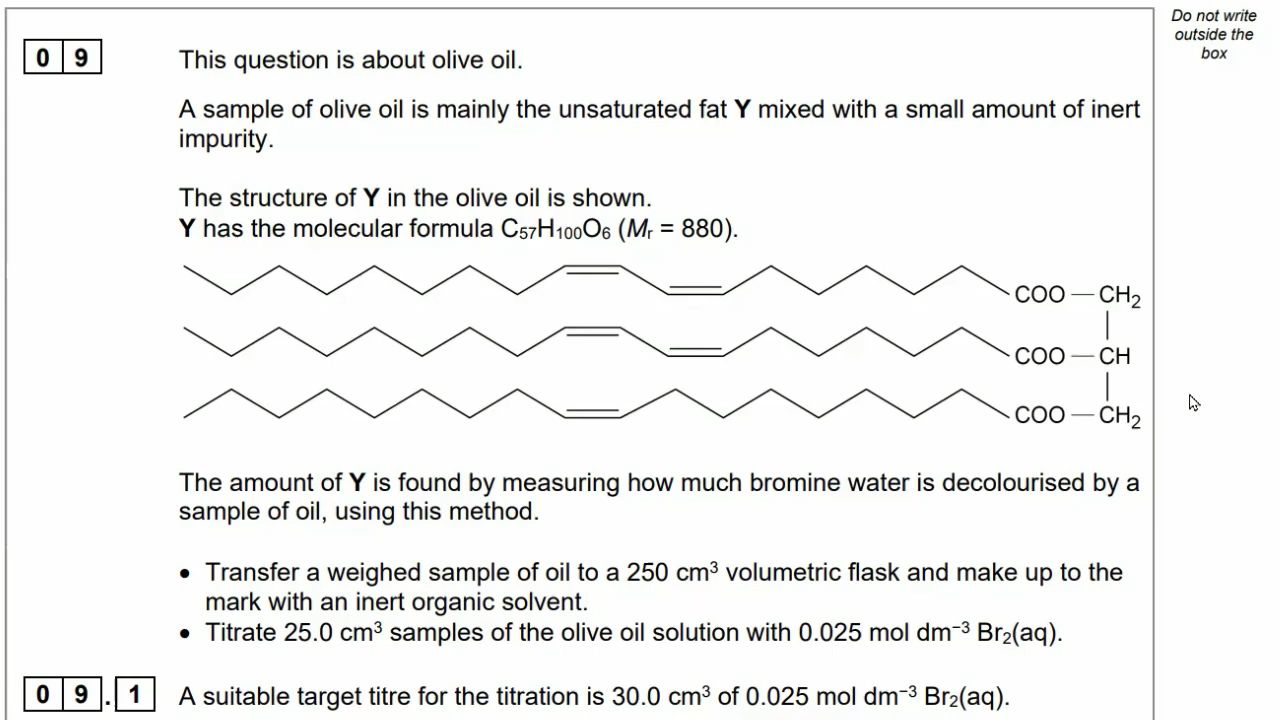 Do not write
outside the
box
0 9 This question is about olive oil.
A sample of olive oil is mainly the unsaturated fat Y mixed with a small amount of inert
impurity.
The structure of Y in the olive oil is shown.
Y has the molecular formula C₅₇H₁₀₀O₆ (Mᵣ = 880).
COO — CH₂
COO — CH
COO — CH₂
The amount of Y is found by measuring how much bromine water is decolourised by a
sample of oil, using this method.
• Transfer a weighed sample of oil to a 250 cm³ volumetric flask and make up to the
mark with an inert organic solvent.
• Titrate 25.0 cm³ samples of the olive oil solution with 0.025 mol dm⁻³ Br₂(aq).
0 9 . 1 A suitable target titre for the titration is 30.0 cm³ of 0.025 mol dm⁻³ Br₂(aq).